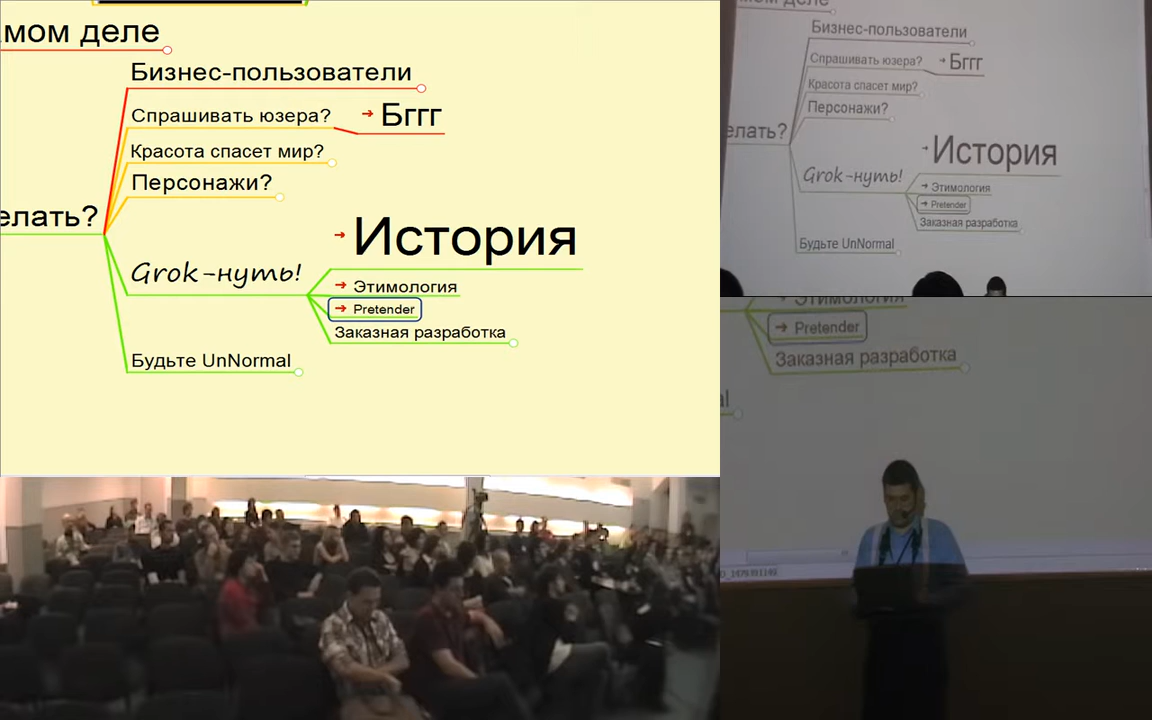 мом деле
Бизнес-пользователи
Спрашивать юзера?
Бггг
Красота спасет мир?
Персонажи?
елать?
История
Grok-нуть!
Этимология
Pretender
Заказная разработка
Будьте UnNormal
Бизнес-пользователи
Спрашивать юзера?
Бггг
Красота спасет мир?
Персонажи?
елать?
История
Grok-нуть!
Этимология
Pretender
Заказная разработка
Будьте UnNormal
Этимология
Pretender
Заказная разработка
al